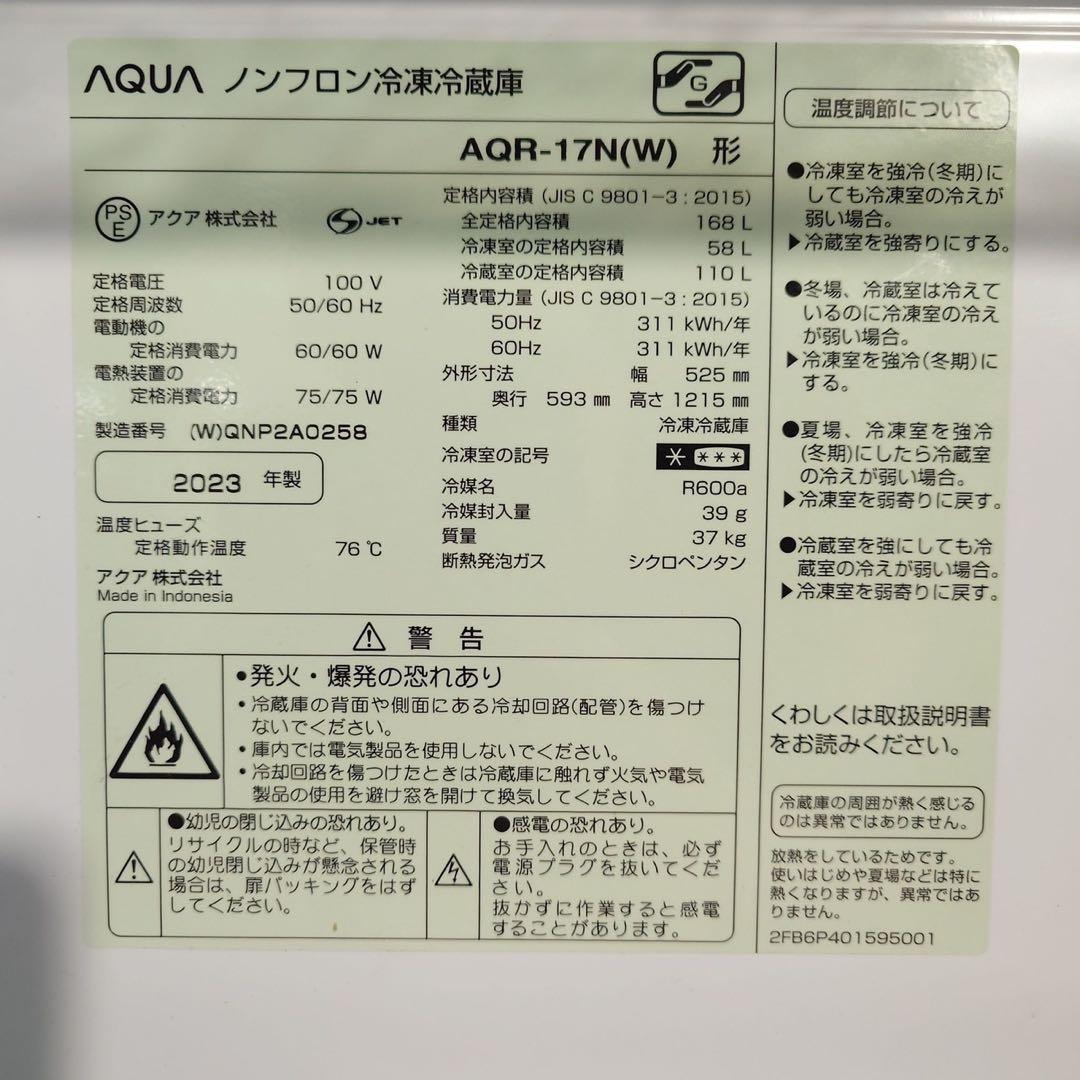 AQUA ノンフロン冷凍冷蔵庫
G
AQR-17N(W) 形
PS
E
アクア 株式会社
JET
定格電圧 100 V
定格周波数 50/60 Hz
電動機の
定格消費電力 60/60 W
電熱装置の
定格消費電力 75/75 W
製造番号 (W)QNP2A0258
2023 年製
温度ヒューズ
定格動作温度 76 ℃
アクア 株式会社
Made in Indonesia
定格内容積 (JIS C 9801-3 : 2015)
全定格内容積 168 L
冷凍室の定格内容積 58 L
冷蔵室の定格内容積 110 L
消費電力量 (JIS C 9801-3 : 2015)
50Hz 311 kWh/年
60Hz 311 kWh/年
外形寸法 幅 525 ㎜
奥行 593 ㎜ 高さ 1215 ㎜
種類 冷凍冷蔵庫
冷凍室の記号 * ***
冷媒名 R600a
冷媒封入量 39 g
質量 37 kg
断熱発泡ガス シクロペンタン
⚠ 警告
•発火・爆発の恐れあり
•冷蔵庫の背面や側面にある冷却回路(配管)を傷つけ
ないでください。
•庫内では電気製品を使用しないでください。
•冷却回路を傷つけたときは冷蔵庫に触れず火気や電気
製品の使用を避け窓を開けて換気してください。
●幼児の閉じ込みの恐れあり。
リサイクルの時など、保管時
の幼児閉じ込みが懸念される
場合は、扉パッキングをはず
してください。
●感電の恐れあり。
お手入れのときは、必ず
電源プラグを抜いてくだ
さい。
抜かずに作業すると感電
することがあります。
温度調節について
●冷凍室を強冷(冬期)に
しても冷凍室の冷えが
弱い場合。
▶冷蔵室を強寄りにする。
●冬場、冷蔵室は冷えて
いるのに冷凍室の冷え
が弱い場合。
▶冷凍室を強冷(冬期)に
する。
●夏場、冷凍室を強冷
(冬期)にしたら冷蔵室
の冷えが弱い場合。
▶冷凍室を弱寄りに戻す。
●冷蔵室を強にしても冷
蔵室の冷えが弱い場合。
▶冷凍室を弱寄りに戻す。
くわしくは取扱説明書
をお読みください。
冷蔵庫の周囲が熱く感じる
のは異常ではありません。
放熱をしているためです。
使いはじめや夏場などは特に
熱くなりますが、異常ではあ
りません。
2FB6P401595001